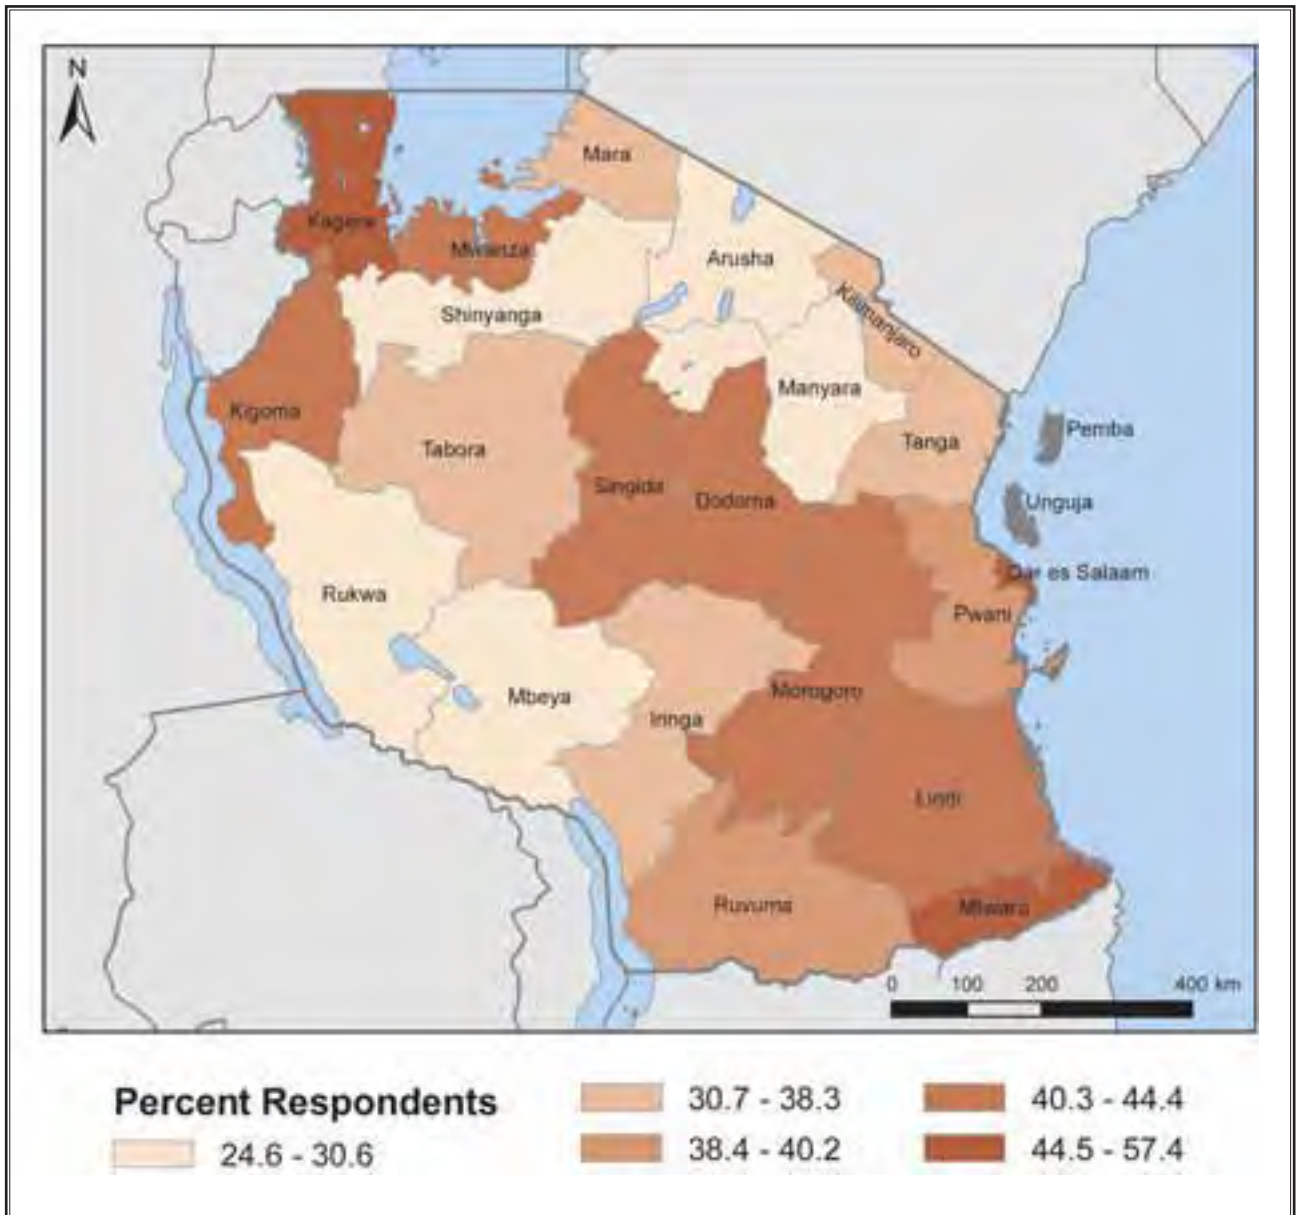 N
Mara
Kagera
Mwanza
Arusha
Shinyanga
Kilimanjaro
Manyara
Kigoma
Tabora
Tanga
Pemba
Singida
Dodoma
Unguja
Dar es Salaam
Rukwa
Pwani
Mbeya
Morogoro
Iringa
Lindi
Ruvuma
Mtwara
0 100 200 400 km
Percent Respondents
24.6 - 30.6
30.7 - 38.3
38.4 - 40.2
40.3 - 44.4
44.5 - 57.4